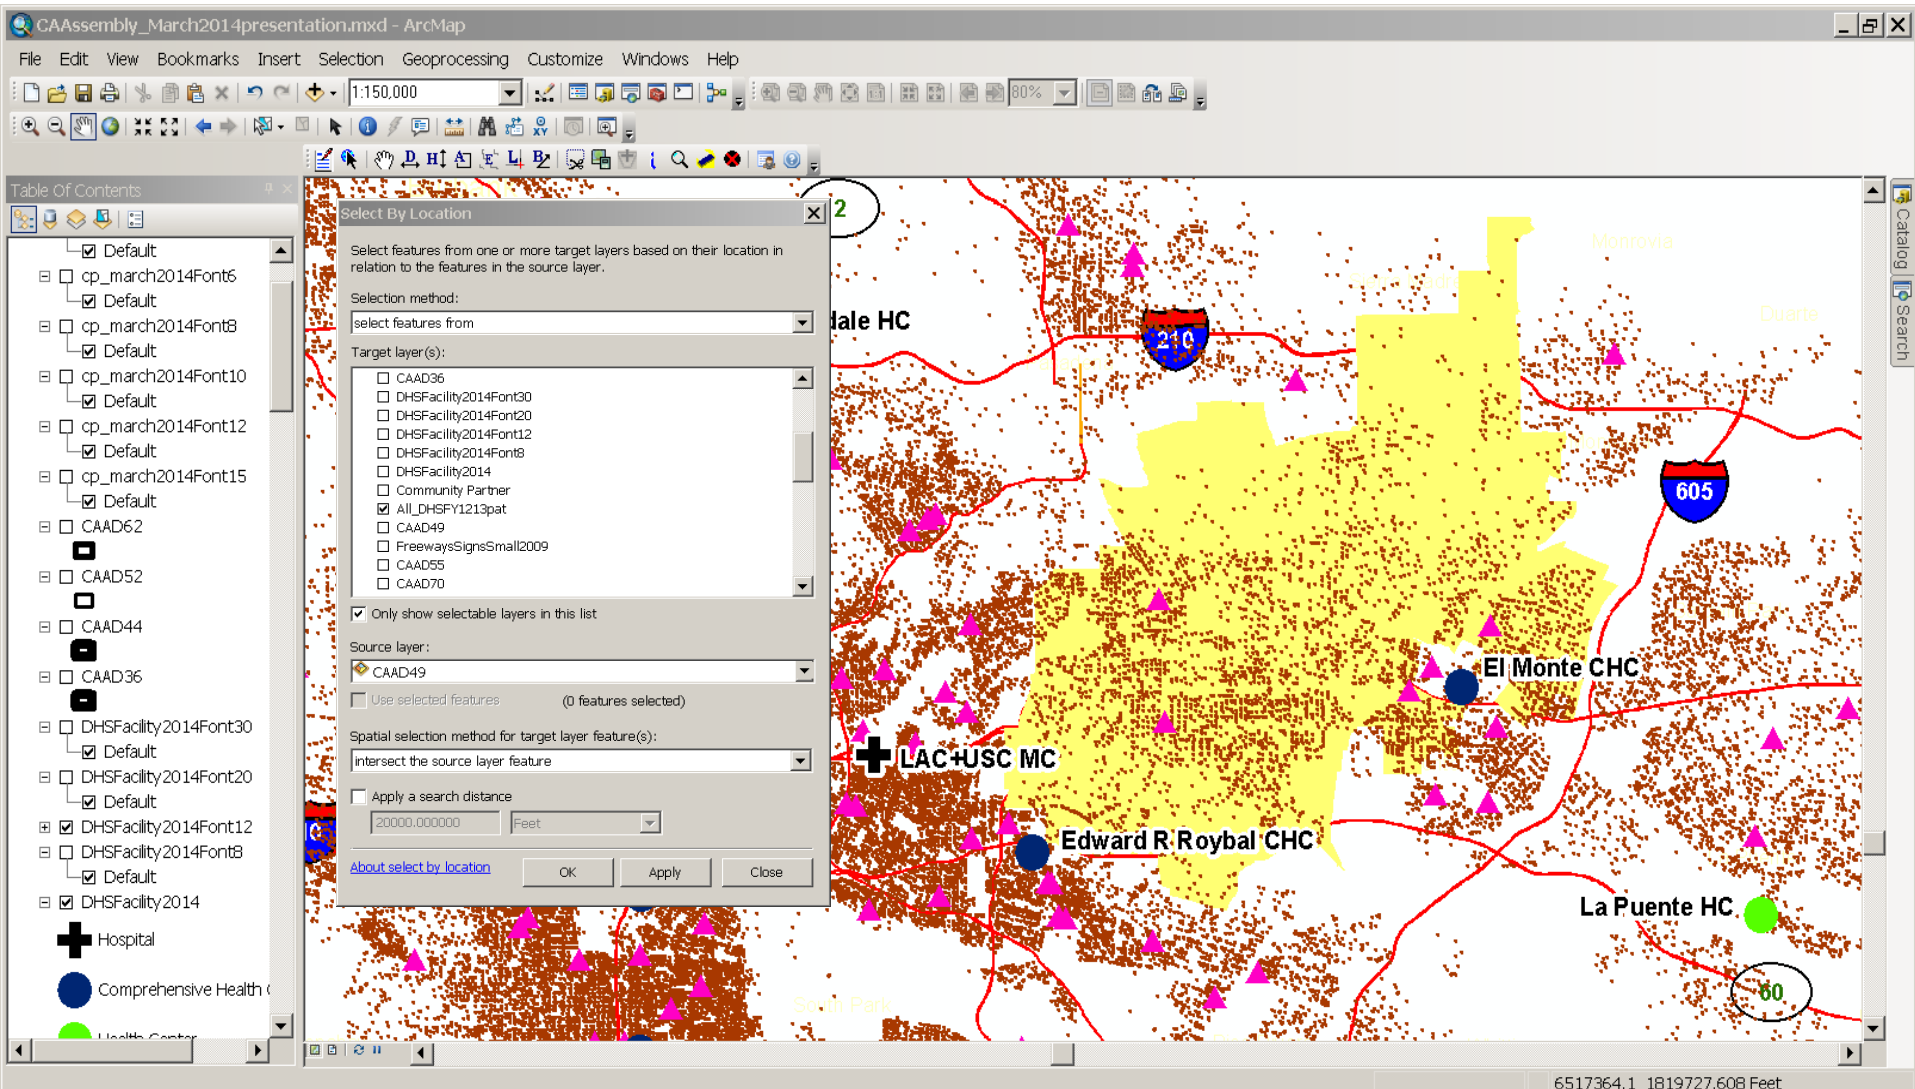 CAAssembly_March2014presentation.mxd - ArcMap
File Edit View Bookmarks Insert Selection Geoprocessing Customize Windows Help
1:150,000
80%
Table Of Contents
Default
cp_march2014Font6
Default
cp_march2014Font8
Default
cp_march2014Font10
Default
cp_march2014Font12
Default
cp_march2014Font15
Default
CAAD62
CAAD52
CAAD44
CAAD36
DHSFacility2014Font30
Default
DHSFacility2014Font20
Default
DHSFacility2014Font12
DHSFacility2014Font8
Default
DHSFacility2014
Hospital
Comprehensive Health
Health Center
Select By Location
Select features from one or more target layers based on their location in
relation to the features in the source layer.
Selection method:
select features from
Target layer(s):
CAAD36
DHSFacility2014Font30
DHSFacility2014Font20
DHSFacility2014Font12
DHSFacility2014Font8
DHSFacility2014
Community Partner
All_DHSFY1213pat
CAAD49
FreewaysSignsSmall2009
CAAD55
CAAD70
Only show selectable layers in this list
Source layer:
CAAD49
Use selected features (0 features selected)
Spatial selection method for target layer feature(s):
intersect the source layer feature
Apply a search distance
20000.000000 Feet
About select by location OK Apply Close
2
Monrovia
Duarte
dale HC
210
605
El Monte CHC
LAC+USC MC
Edward R Roybal CHC
La Puente HC
60
South Park
Catalog
Search
6517364.1 1819727.608 Feet